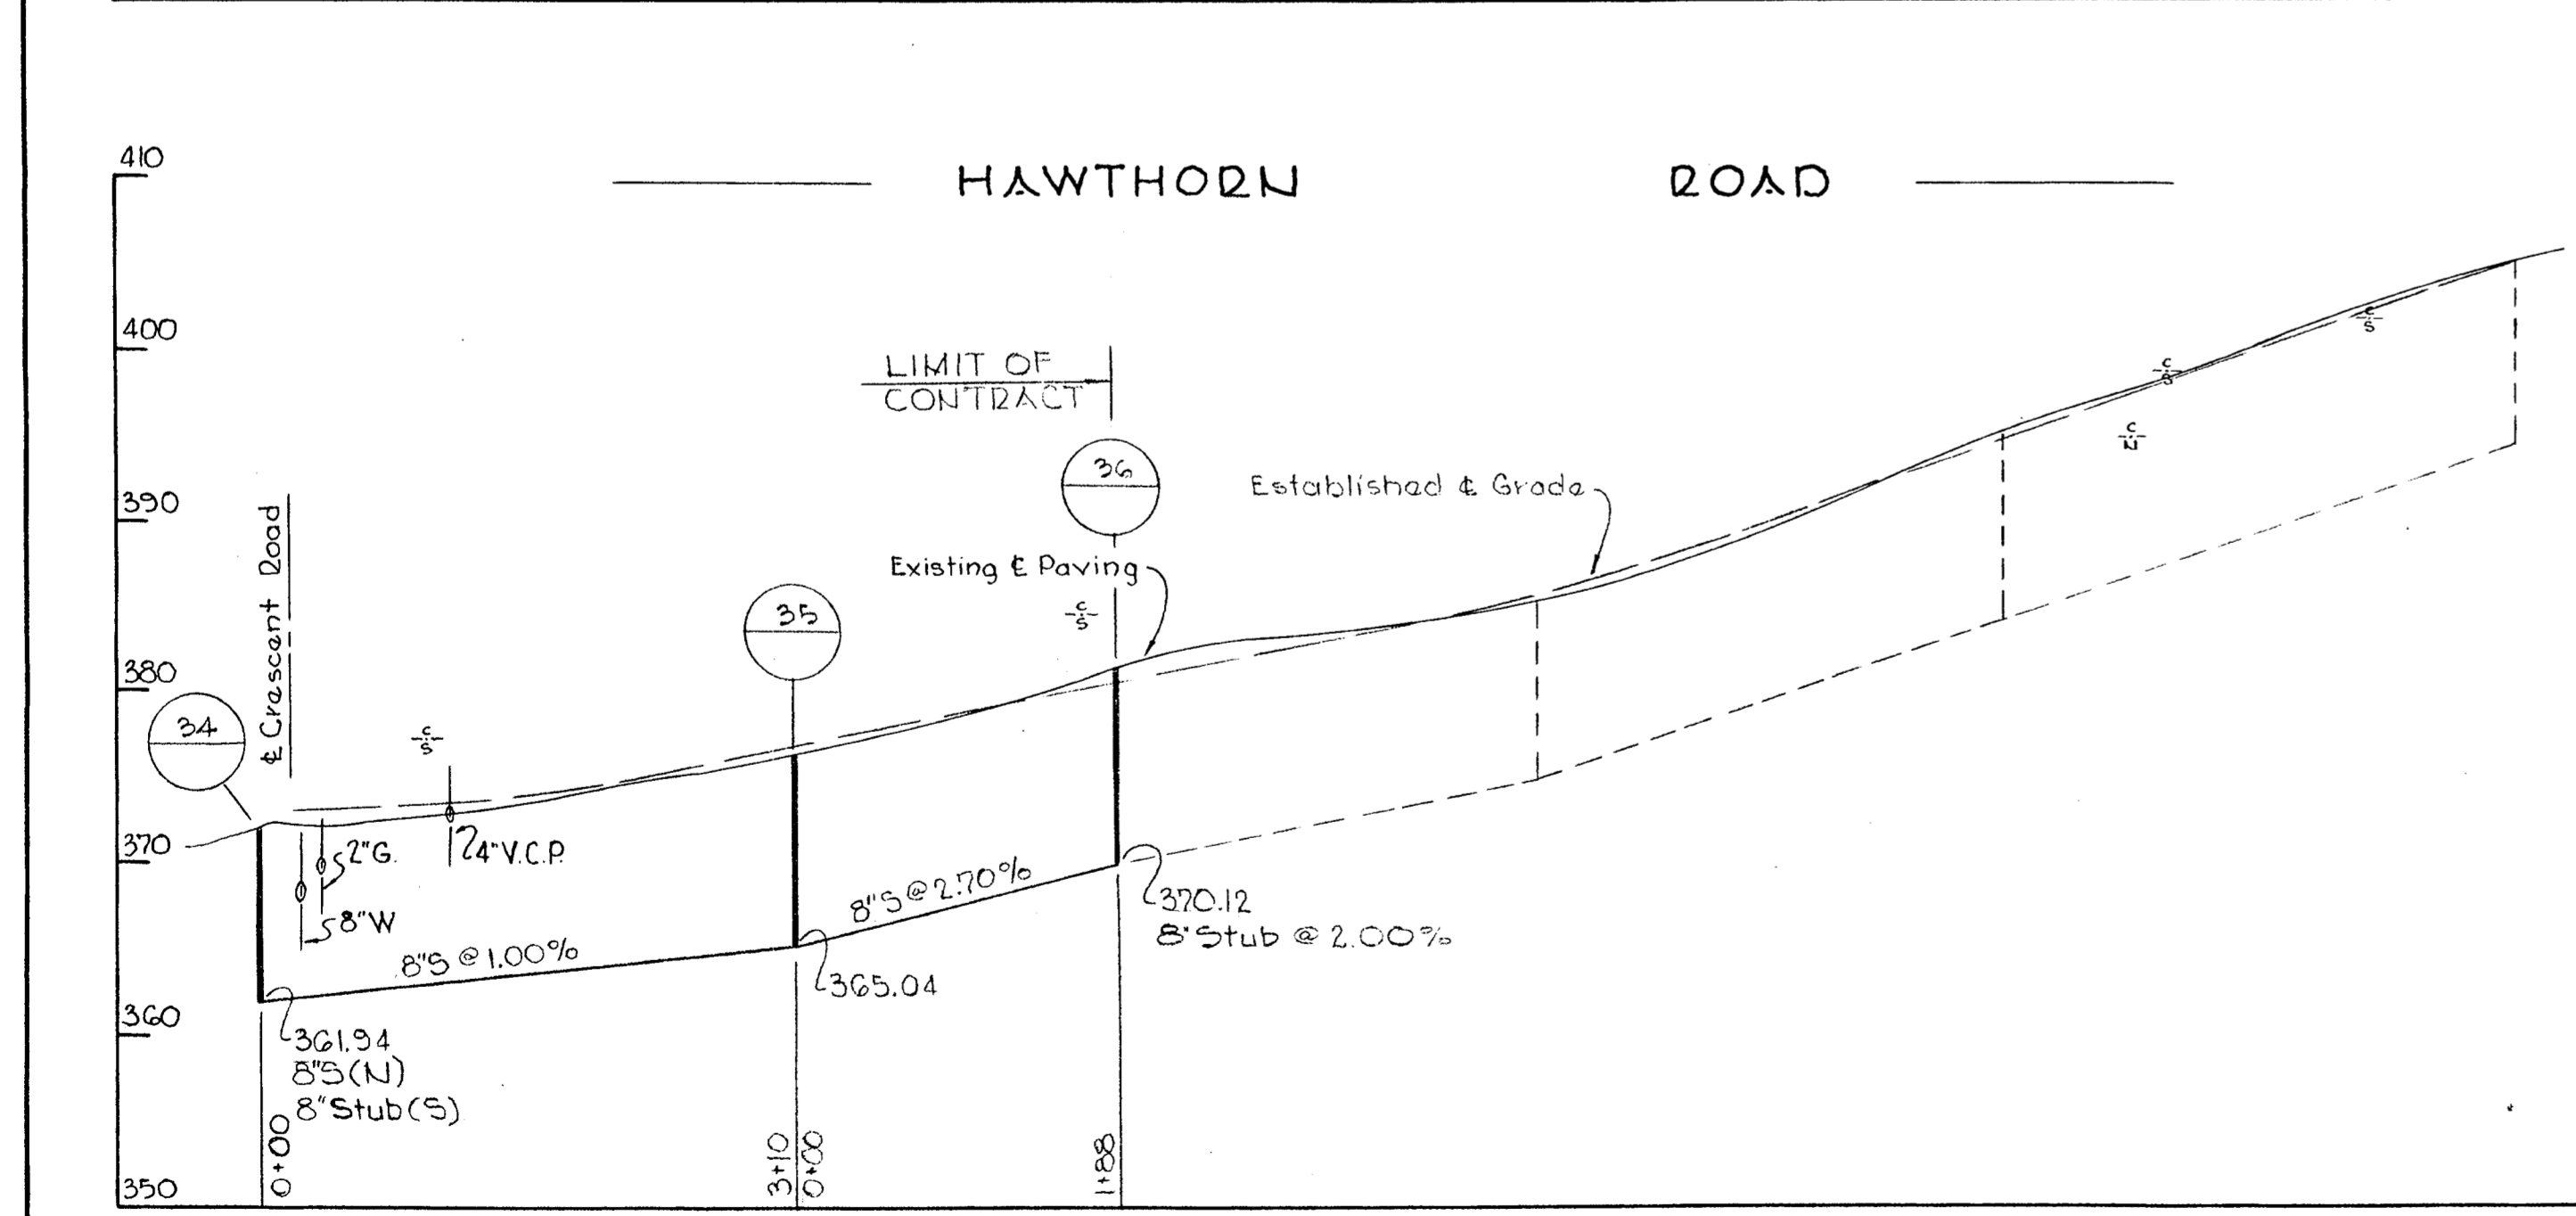 HAWTHORN ROAD
410
400
390
380
370
360
350
LIMIT OF
CONTRACT
34
35
36
℄ Crescent Road
Existing ℄ Paving
Established ℄ Grade
C
S
C
S
C
S
C
N
C
S
2"G.
8"W
24"V.C.P.
8"S @ 1.00%
8"S @ 2.70%
361.94
8"S(N)
8"Stub(S)
365.04
370.12
8"Stub @ 2.00%
0+00
3+10
0+00
1+88